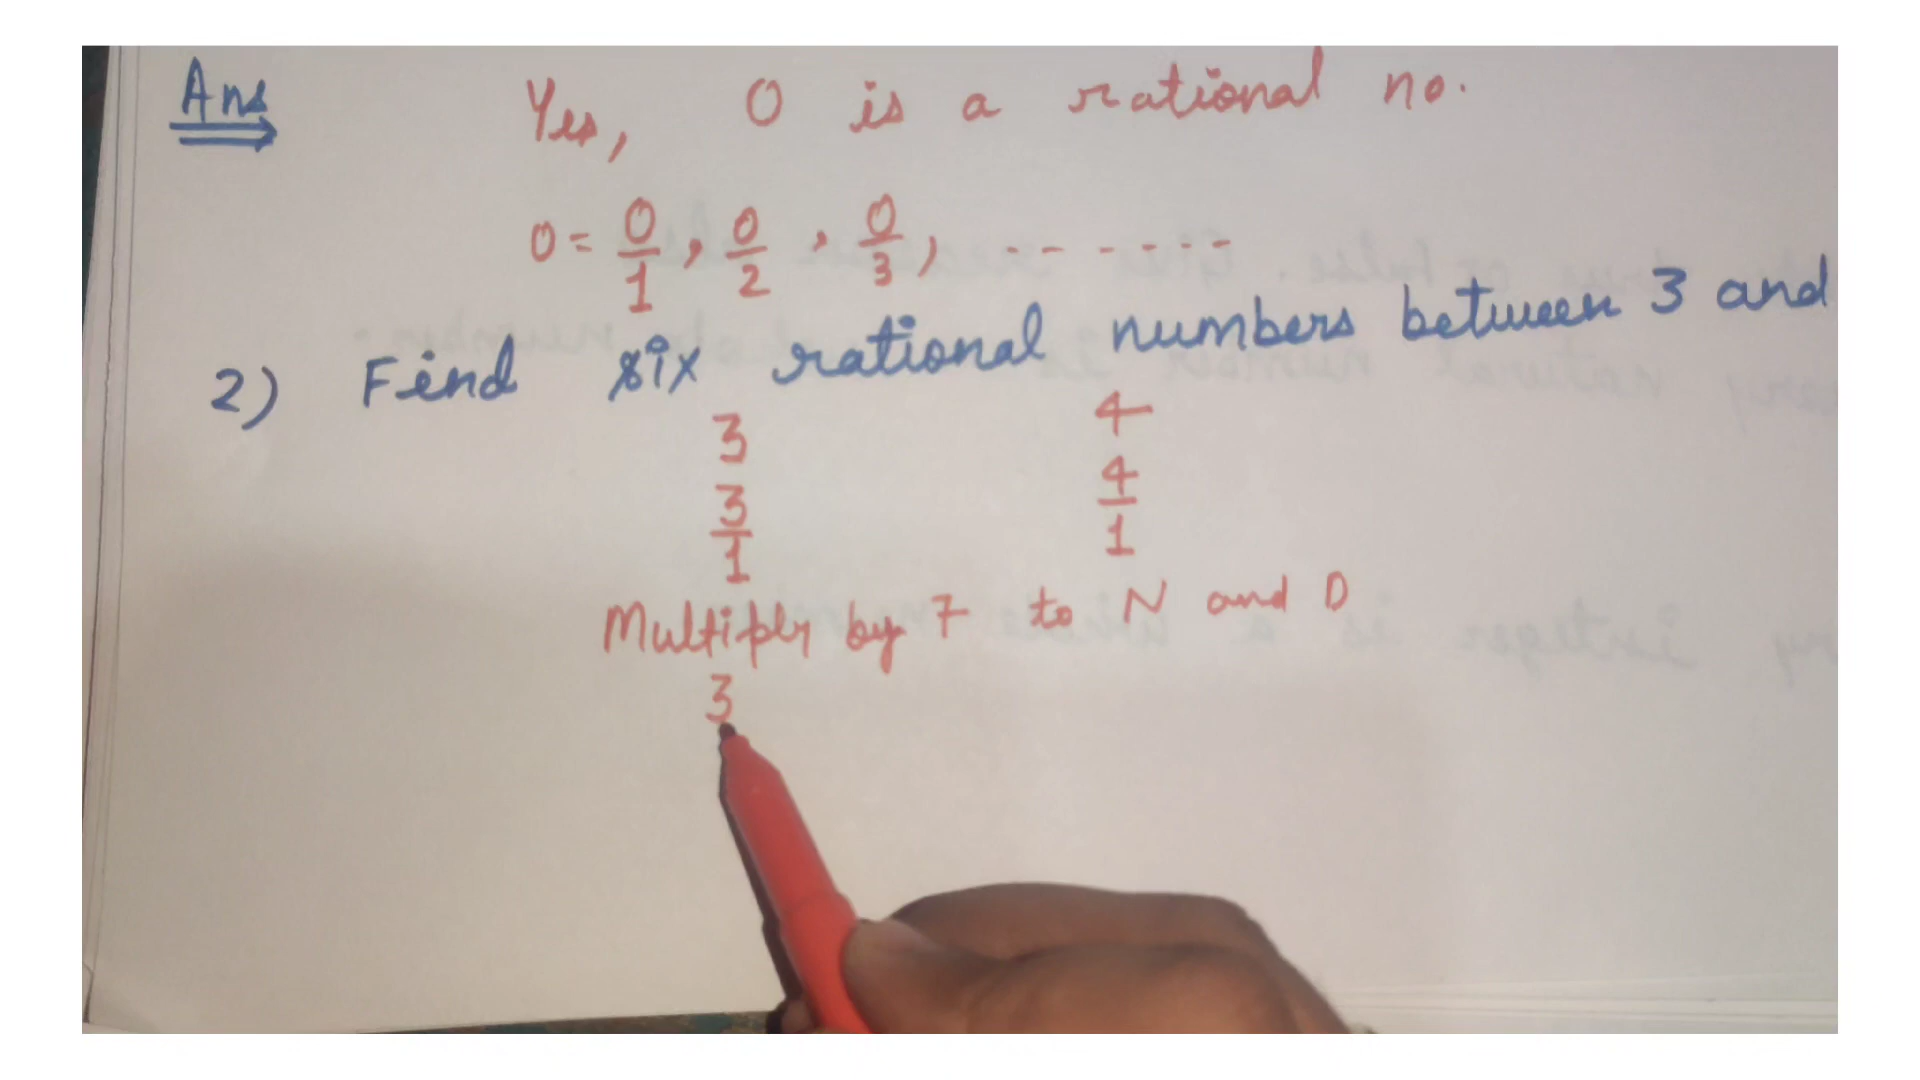 Ans Yes, 0 is a rational no.
0 = 0/1, 0/2, 0/3, -------
2) Find six rational numbers between 3 and
3 4
3/1 4/1
Multiply by 7 to N and D
3